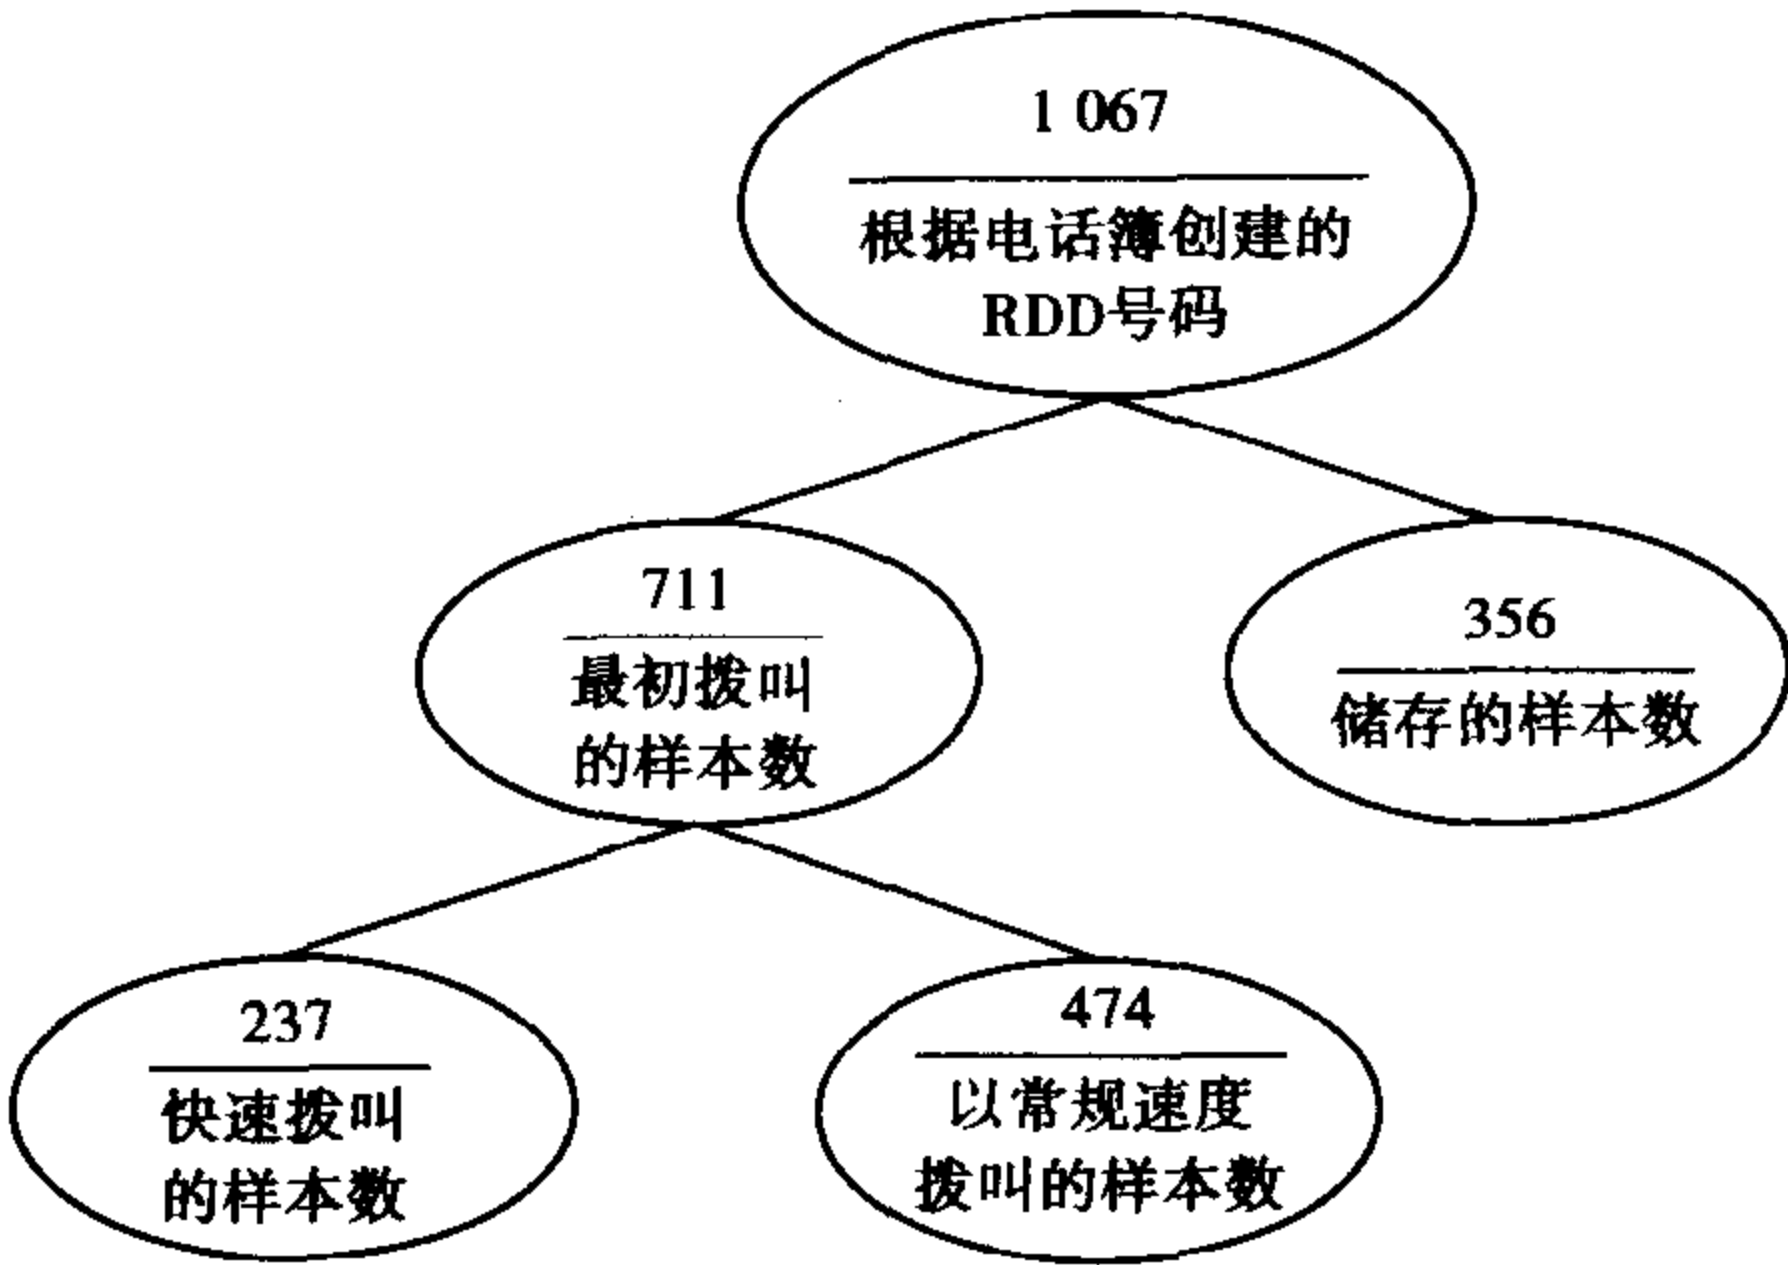 1 067
根据电话簿创建的
RDD号码
711
最初拨叫
的样本数
356
储存的样本数
237
快速拨叫
的样本数
474
以常规速度
拨叫的样本数